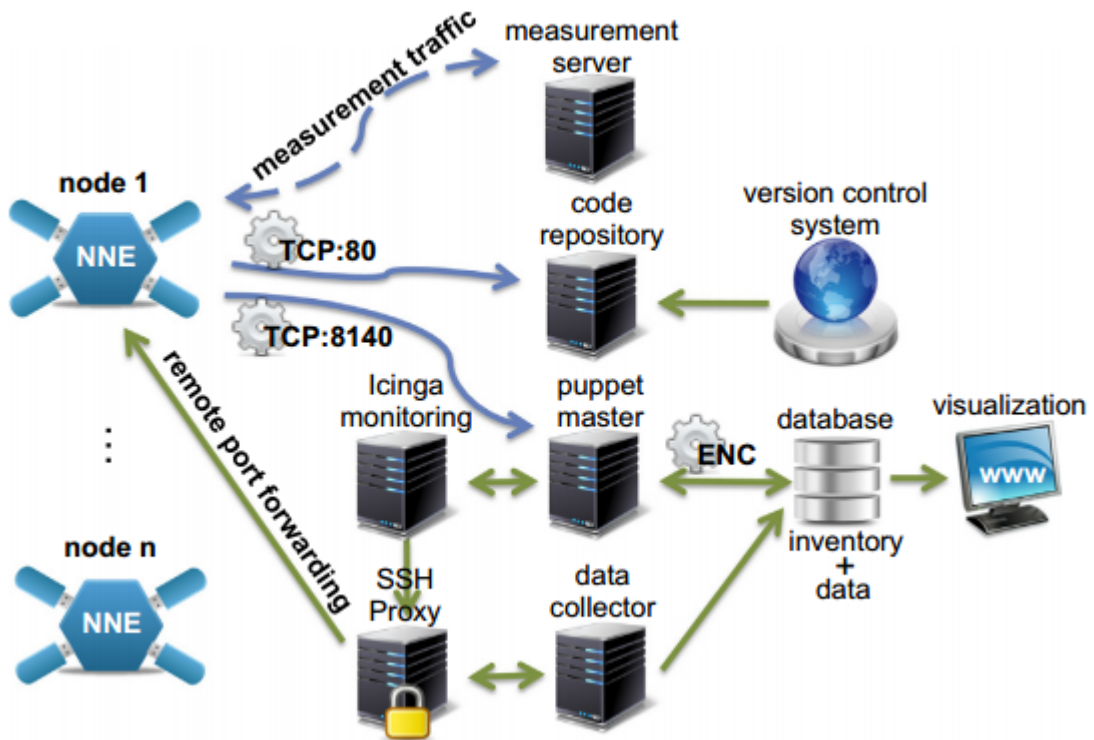 measurement
server
measurement traffic
node 1
NNE
TCP:80
code
repository
version control
system
TCP:8140
remote port forwarding
Icinga
monitoring
puppet
master
ENC
database
visualization
www
inventory
+
data
...
node n
NNE
SSH
Proxy
data
collector